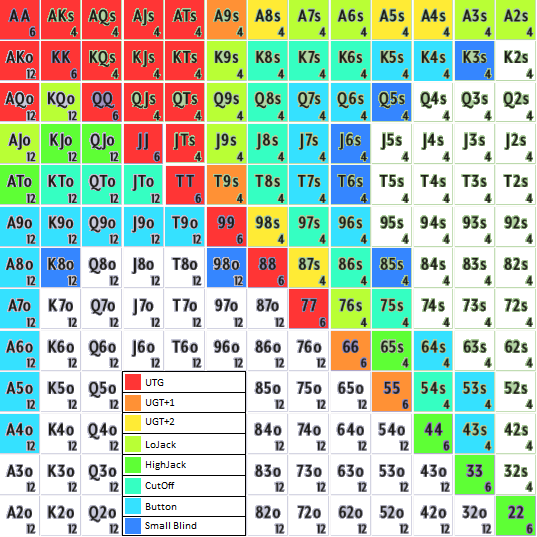 AA AKs AQs AJs ATs A9s A8s A7s A6s A5s A4s A3s A2s
6 4 4 4 4 4 4 4 4 4 4 4 4
AKo KK KQs KJs KTs K9s K8s K7s K6s K5s K4s K3s K2s
12 6 4 4 4 4 4 4 4 4 4 4 4
AQo KQo QQ QJs QTs Q9s Q8s Q7s Q6s Q5s Q4s Q3s Q2s
12 12 6 4 4 4 4 4 4 4 4 4 4
AJo KJo QJo JJ JTs J9s J8s J7s J6s J5s J4s J3s J2s
12 12 12 6 4 4 4 4 4 4 4 4 4
ATo KTo QTo JTo TT T9s T8s T7s T6s T5s T4s T3s T2s
12 12 12 12 6 4 4 4 4 4 4 4 4
A9o K9o Q9o J9o T9o 99 98s 97s 96s 95s 94s 93s 92s
12 12 12 12 12 6 4 4 4 4 4 4 4
A8o K8o Q8o J8o T8o 98o 88 87s 86s 85s 84s 83s 82s
12 12 12 12 12 12 6 4 4 4 4 4 4
A7o K7o Q7o J7o T7o 97o 87o 77 76s 75s 74s 73s 72s
12 12 12 12 12 12 12 6 4 4 4 4 4
A6o K6o Q6o J6o T6o 96o 86o 76o 66 65s 64s 63s 62s
12 12 12 12 12 12 12 12 6 4 4 4 4
A5o K5o Q5o 85o 75o 65o 55 54s 53s 52s
12 12 12 12 12 12 6 4 4 4
A4o K4o Q4o 84o 74o 64o 54o 44 43s 42s
12 12 12 12 12 12 12 6 4 4
A3o K3o Q3o 83o 73o 63o 53o 43o 33 32s
12 12 12 12 12 12 12 12 6 4
A2o K2o Q2o 82o 72o 62o 52o 42o 32o 22
12 12 12 12 12 12 12 12 12 6
UTG
UGT+1
UGT+2
LoJack
HighJack
CutOff
Button
Small Blind